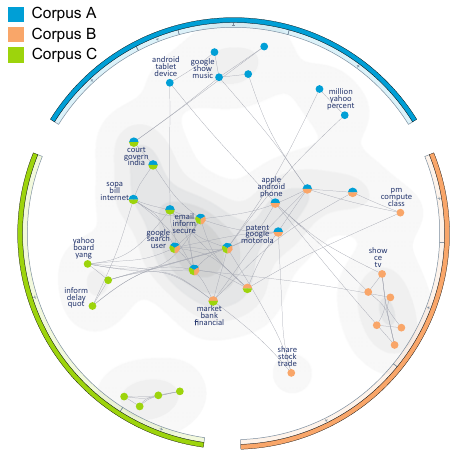 Corpus A
Corpus B
Corpus C
android
tablet
device
google
show
music
million
yahoo
percent
court
govern
india
sopa
bill
internet
apple
android
phone
pm
compute
class
email
inform
secure
google
search
user
patent
google
motorola
yahoo
board
yang
show
ce
tv
inform
delay
quot
market
bank
financial
share
stock
trade